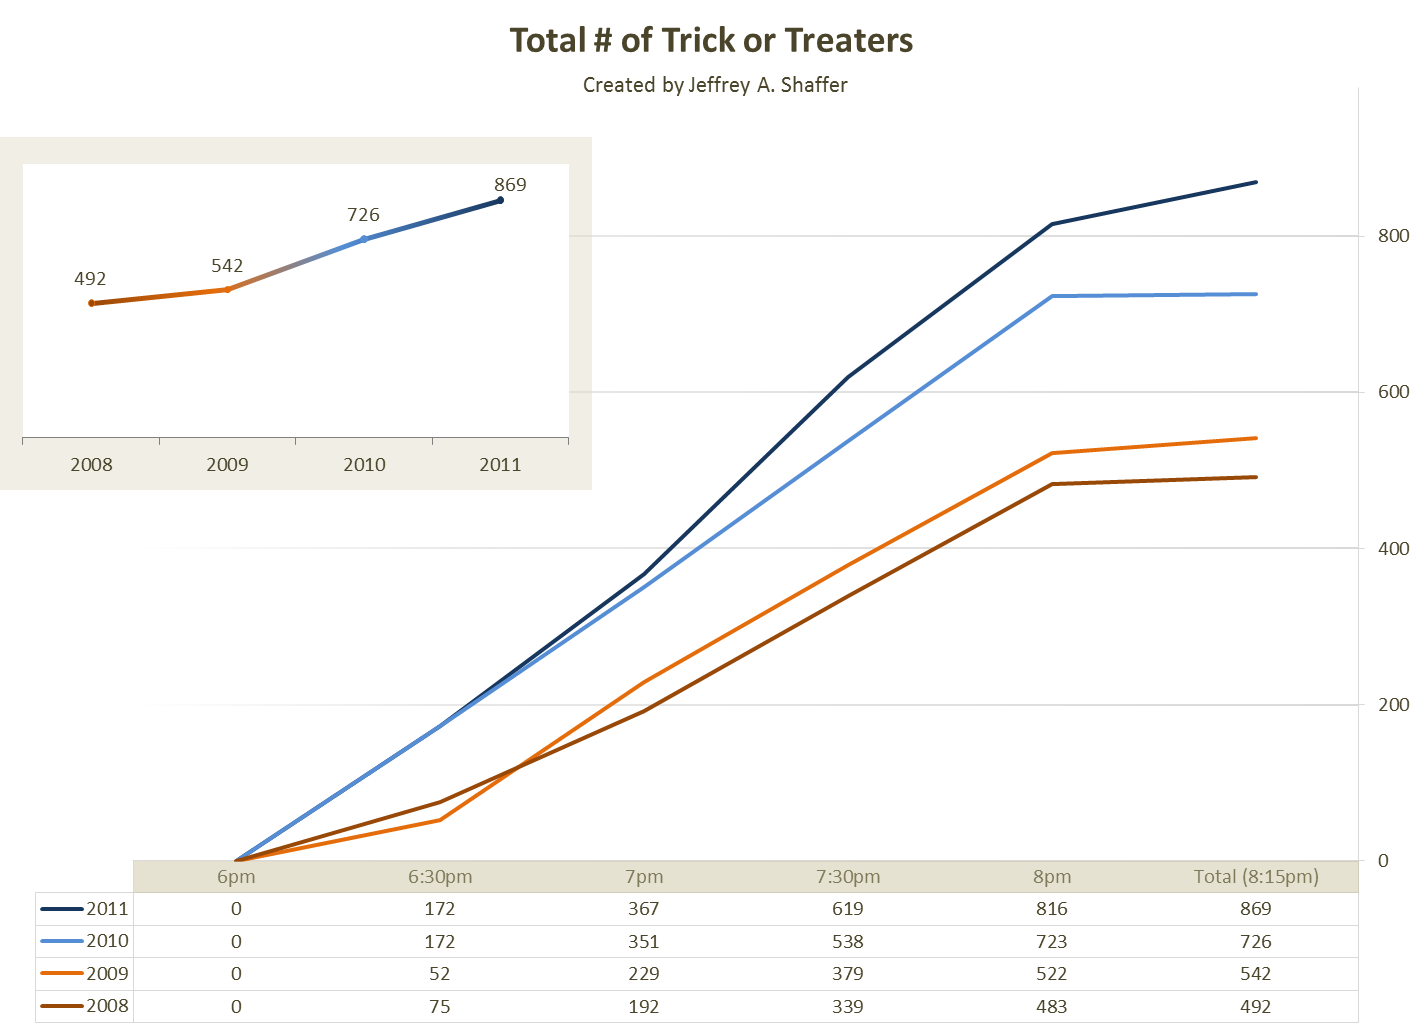 Total # of Trick or Treaters
Created by Jeffrey A. Shaffer
869
726
542
492
2008 2009 2010 2011
800
600
400
200
0
6pm 6:30pm 7pm 7:30pm 8pm Total (8:15pm)
2011 0 172 367 619 816 869
2010 0 172 351 538 723 726
2009 0 52 229 379 522 542
2008 0 75 192 339 483 492